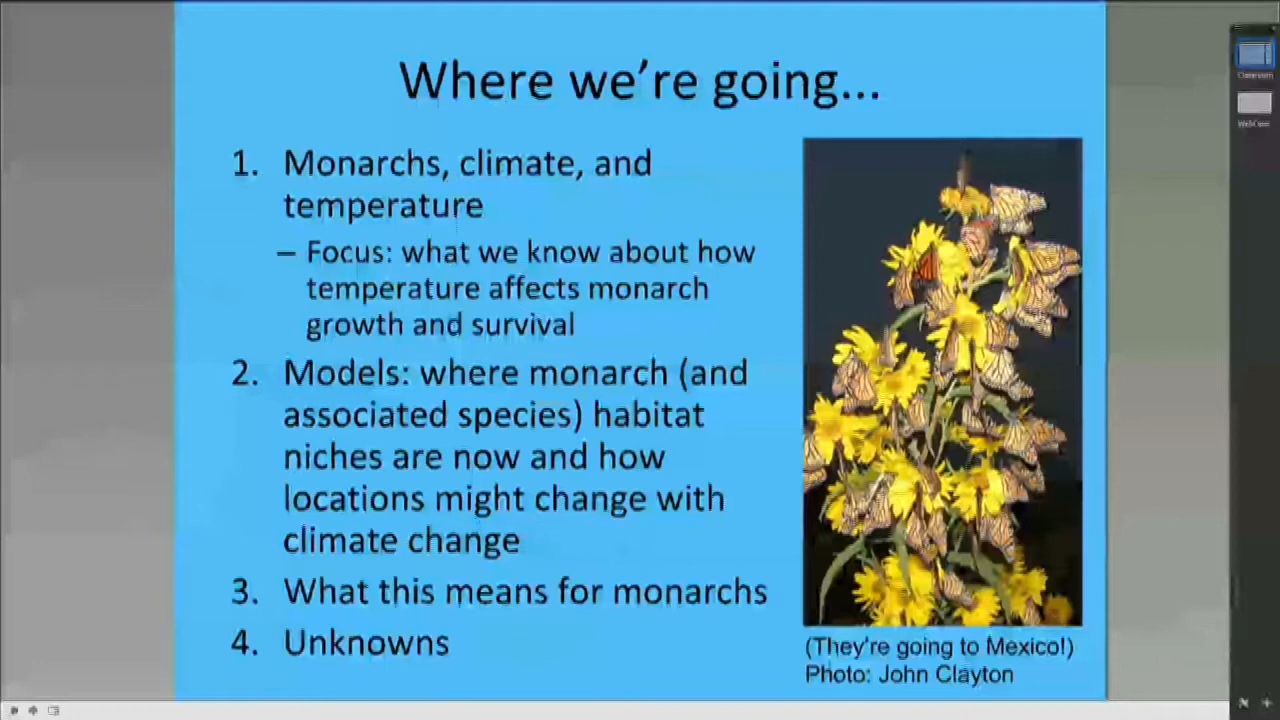 Where we're going...
1. Monarchs, climate, and
temperature
– Focus: what we know about how
temperature affects monarch
growth and survival
2. Models: where monarch (and
associated species) habitat
niches are now and how
locations might change with
climate change
3. What this means for monarchs
4. Unknowns
(They're going to Mexico!)
Photo: John Clayton
Classroom
WebCam